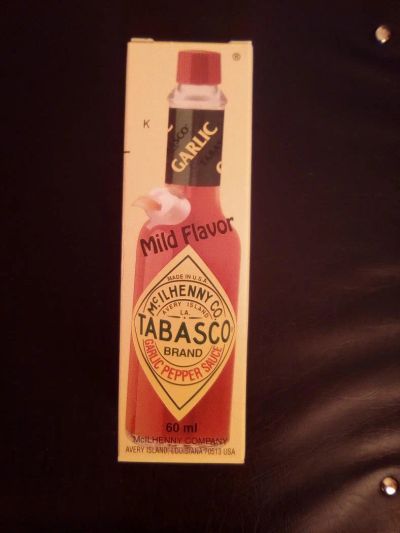 ®
K
TABASCO
GARLIC
Mild Flavor
MADE IN U.S.A.
McILHENNY CO.
AVERY ISLAND
LA.
TABASCO
BRAND
GARLIC PEPPER SAUCE
60 ml
McILHENNY COMPANY
AVERY ISLAND, LOUISIANA 70513 USA